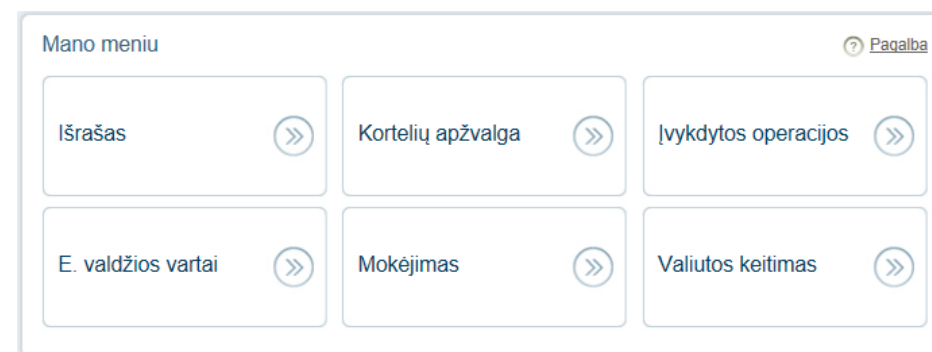 Mano meniu
Pagalba
Išrašas
Kortelių apžvalga
Įvykdytos operacijos
E. valdžios vartai
Mokėjimas
Valiutos keitimas